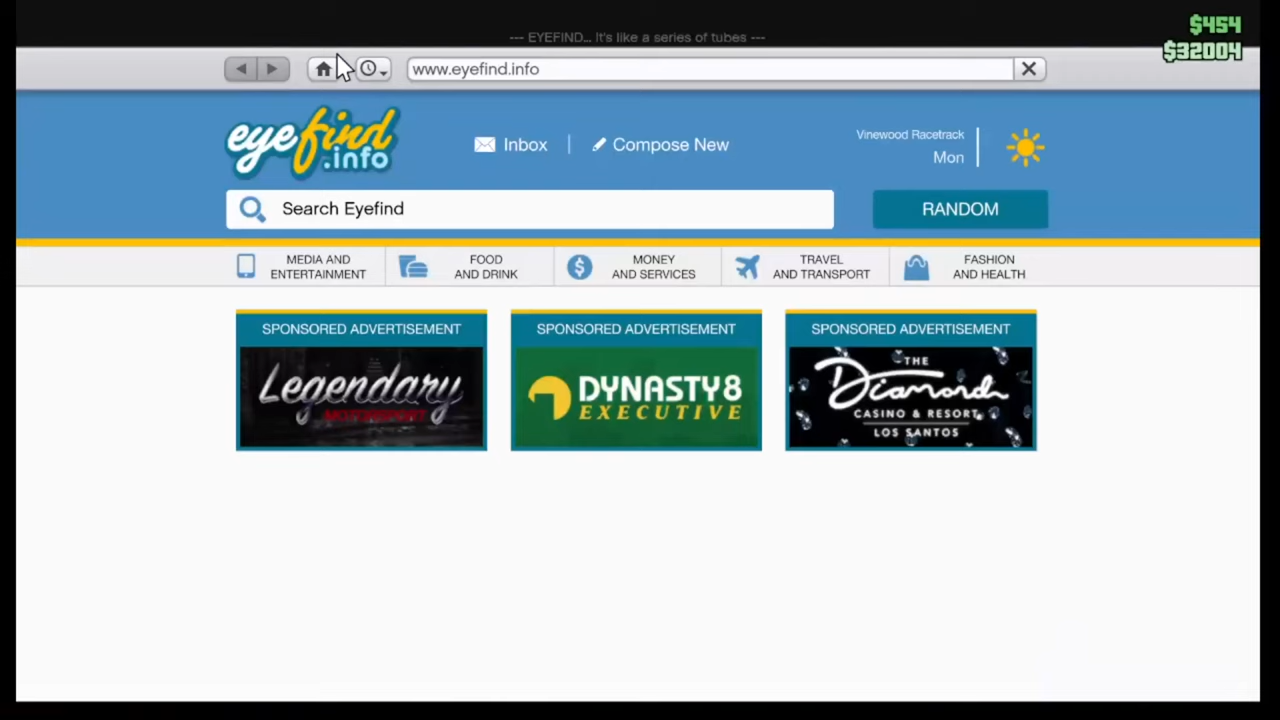 $454
--- EYEFIND... It's like a series of tubes ---
$32004
www.eyefind.info
eyefind
.info
Inbox
Compose New
Vinewood Racetrack
Mon
Search Eyefind
RANDOM
MEDIA AND
ENTERTAINMENT
FOOD
AND DRINK
MONEY
AND SERVICES
TRAVEL
AND TRANSPORT
FASHION
AND HEALTH
SPONSORED ADVERTISEMENT
Legendary
MOTORSPORT
SPONSORED ADVERTISEMENT
DYNASTY8
EXECUTIVE
SPONSORED ADVERTISEMENT
THE
Diamond
CASINO & RESORT
LOS SANTOS